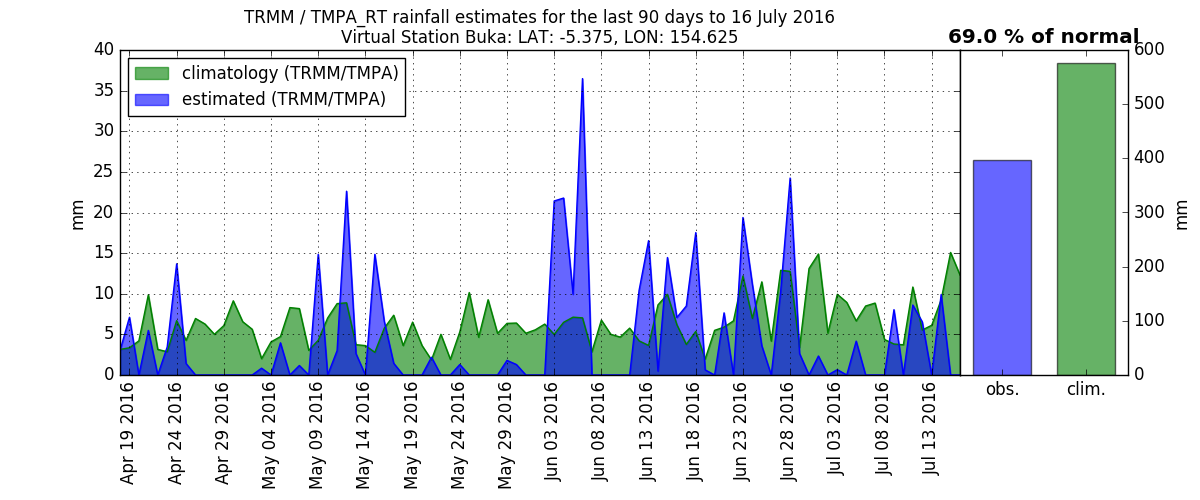 TRMM / TMPA_RT rainfall estimates for the last 90 days to 16 July 2016
Virtual Station Buka: LAT: -5.375, LON: 154.625
69.0 % of normal
climatology (TRMM/TMPA)
estimated (TRMM/TMPA)
mm
40
35
30
25
20
15
10
5
0
Apr 19 2016
Apr 24 2016
Apr 29 2016
May 04 2016
May 09 2016
May 14 2016
May 19 2016
May 24 2016
May 29 2016
Jun 03 2016
Jun 08 2016
Jun 13 2016
Jun 18 2016
Jun 23 2016
Jun 28 2016
Jul 03 2016
Jul 08 2016
Jul 13 2016
obs.
clim.
600
500
400
300
200
100
0
mm